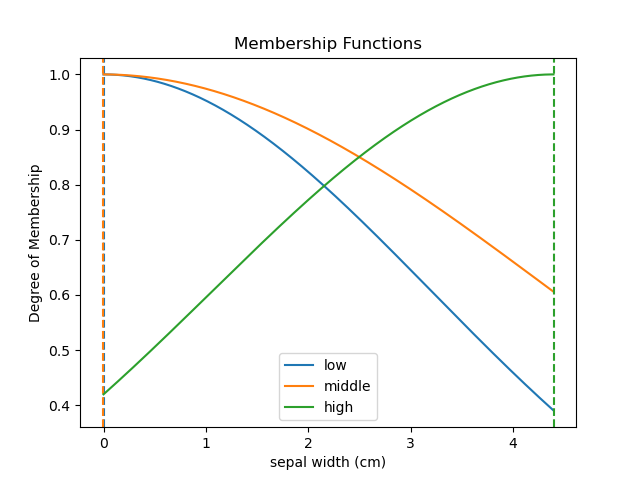 Membership Functions
Degree of Membership
1.0
0.9
0.8
0.7
0.6
0.5
0.4
low
middle
high
0 1 2 3 4
sepal width (cm)